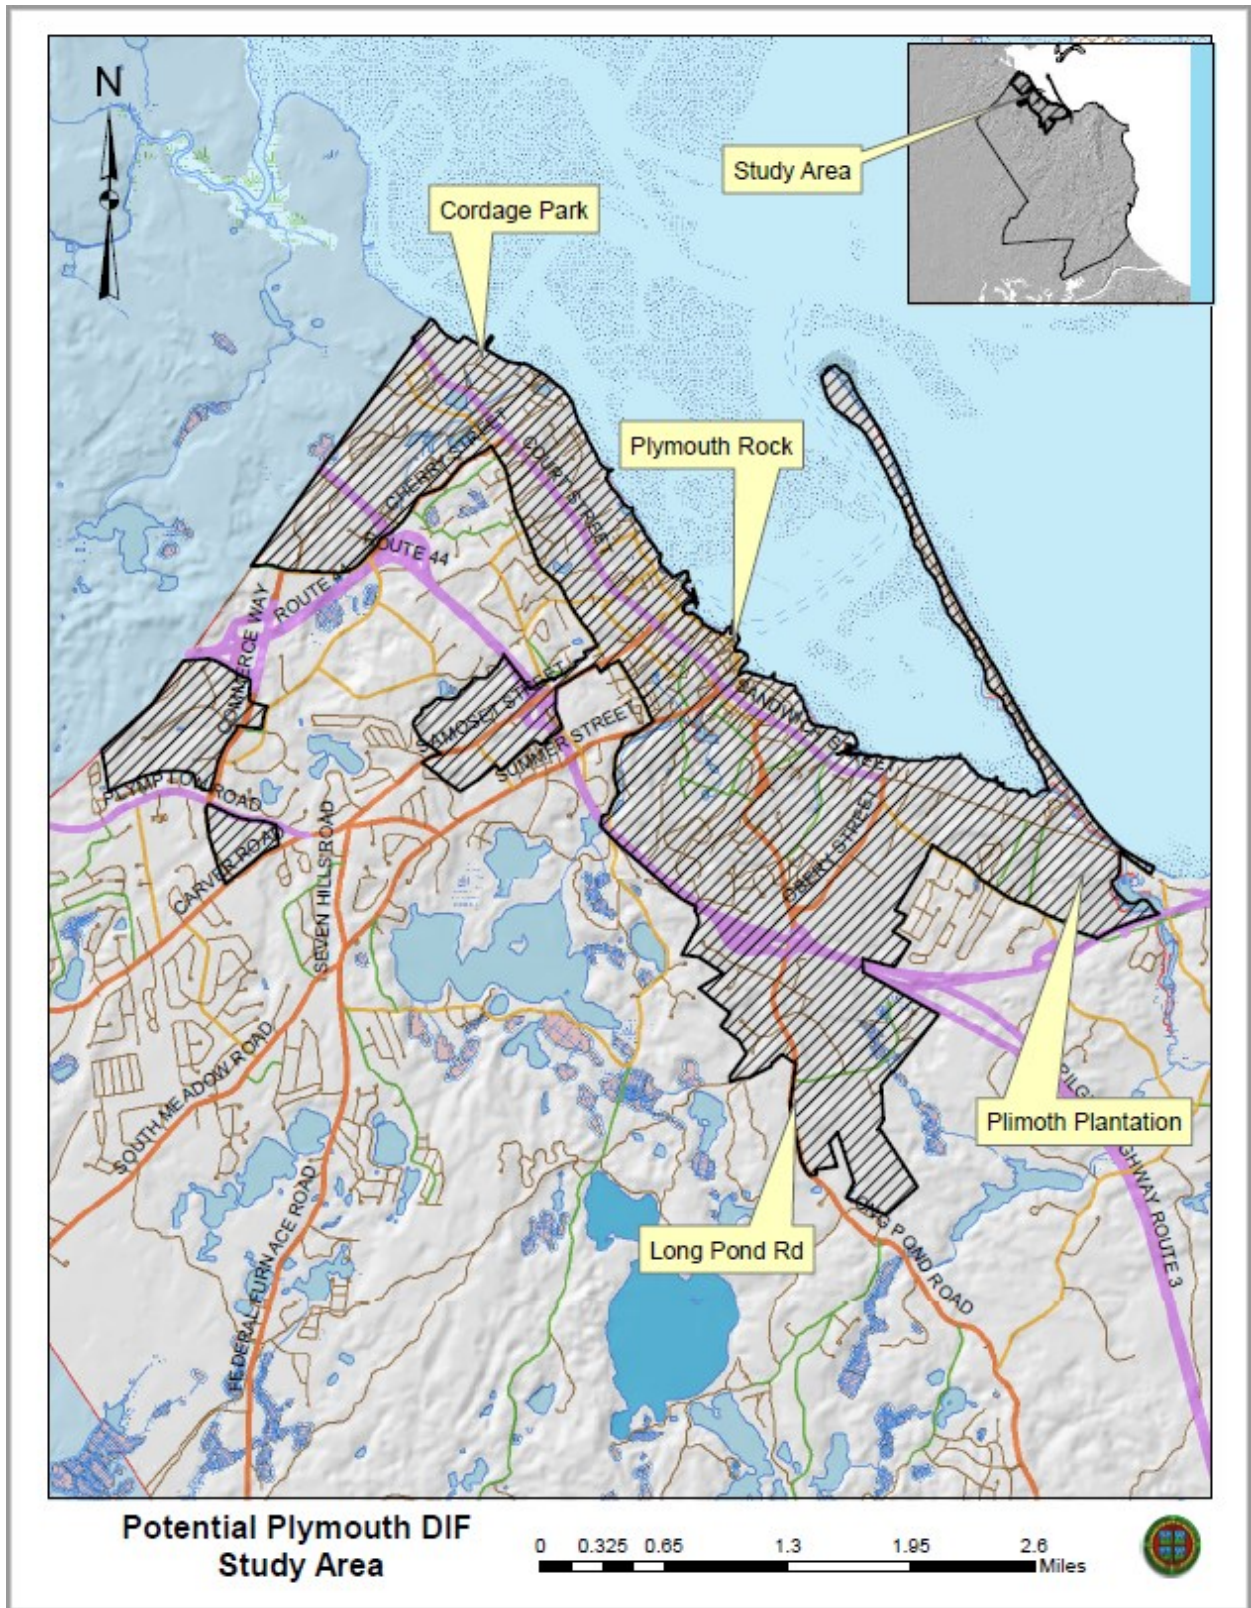 N
Study Area
Cordage Park
Plymouth Rock
CHERRY STREET
COURT STREET
ROUTE 44
ROUTE 44
COMMERCE WAY
SAMOSET STREET
SUMMER STREET
SANDWICH STREET
OBERY STREET
PLYMPTON ROAD
CARVER ROAD
SEVEN HILLS ROAD
SOUTH MEADOW ROAD
FEDERAL FURNACE ROAD
Plimoth Plantation
PILG
GHWAY ROUTE 3
Long Pond Rd
ONG POND ROAD
Potential Plymouth DIF
Study Area
0 0.325 0.65 1.3 1.95 2.6
Miles